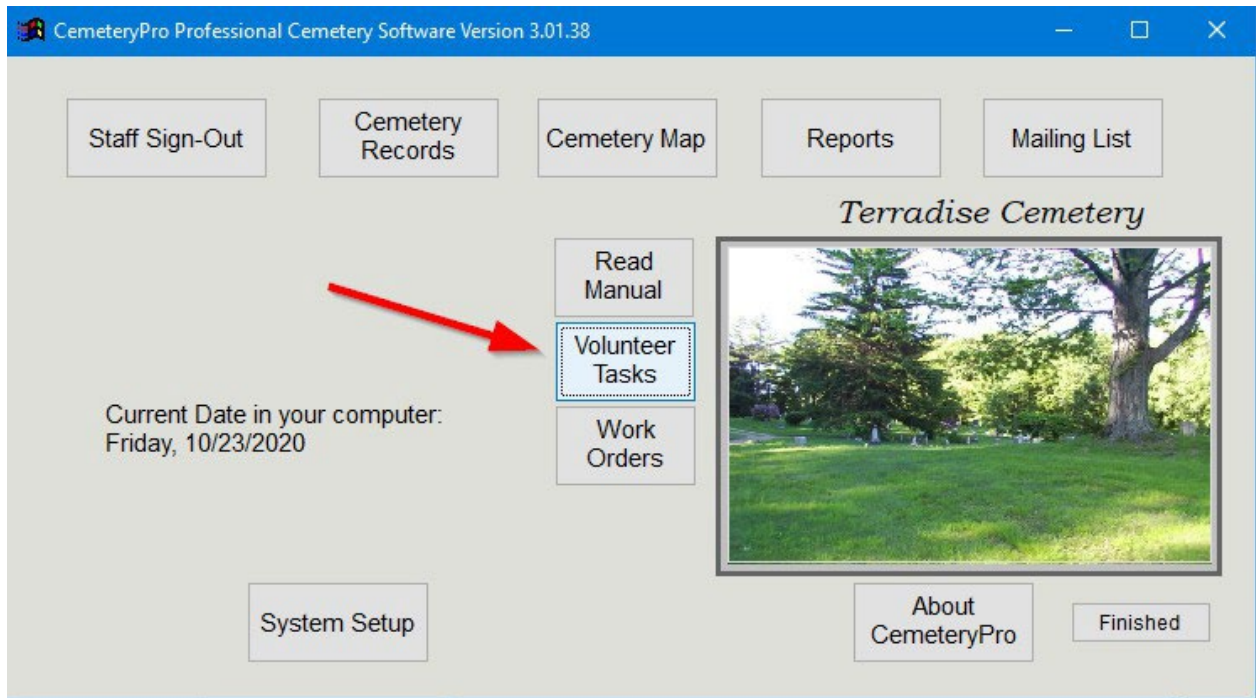 CemeteryPro Professional Cemetery Software Version 3.01.38
Staff Sign-Out
Cemetery
Records
Cemetery Map
Reports
Mailing List
Terradise Cemetery
Read
Manual
Volunteer
Tasks
Work
Orders
Current Date in your computer:
Friday, 10/23/2020
System Setup
About
CemeteryPro
Finished